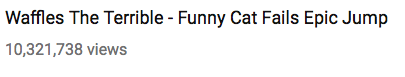 Waffles The Terrible - Funny Cat Fails Epic Jump
10,321,738 views